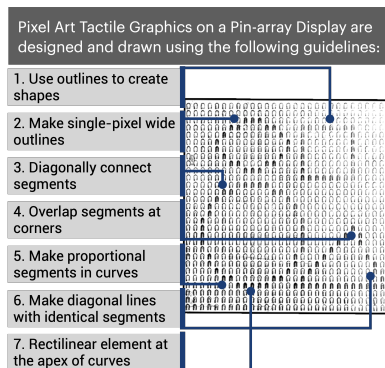 Pixel Art Tactile Graphics on a Pin-array Display are
designed and drawn using the following guidelines:
1. Use outlines to create
shapes
2. Make single-pixel wide
outlines
3. Diagonally connect
segments
4. Overlap segments at
corners
5. Make proportional
segments in curves
6. Make diagonal lines
with identical segments
7. Rectilinear element at
the apex of curves